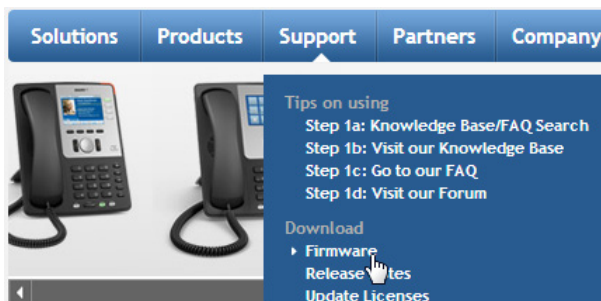 Solutions Products Support Partners Company
Tips on using
Step 1a: Knowledge Base/FAQ Search
Step 1b: Visit our Knowledge Base
Step 1c: Go to our FAQ
Step 1d: Visit our Forum
Download
Firmware
Release
Update Licenses